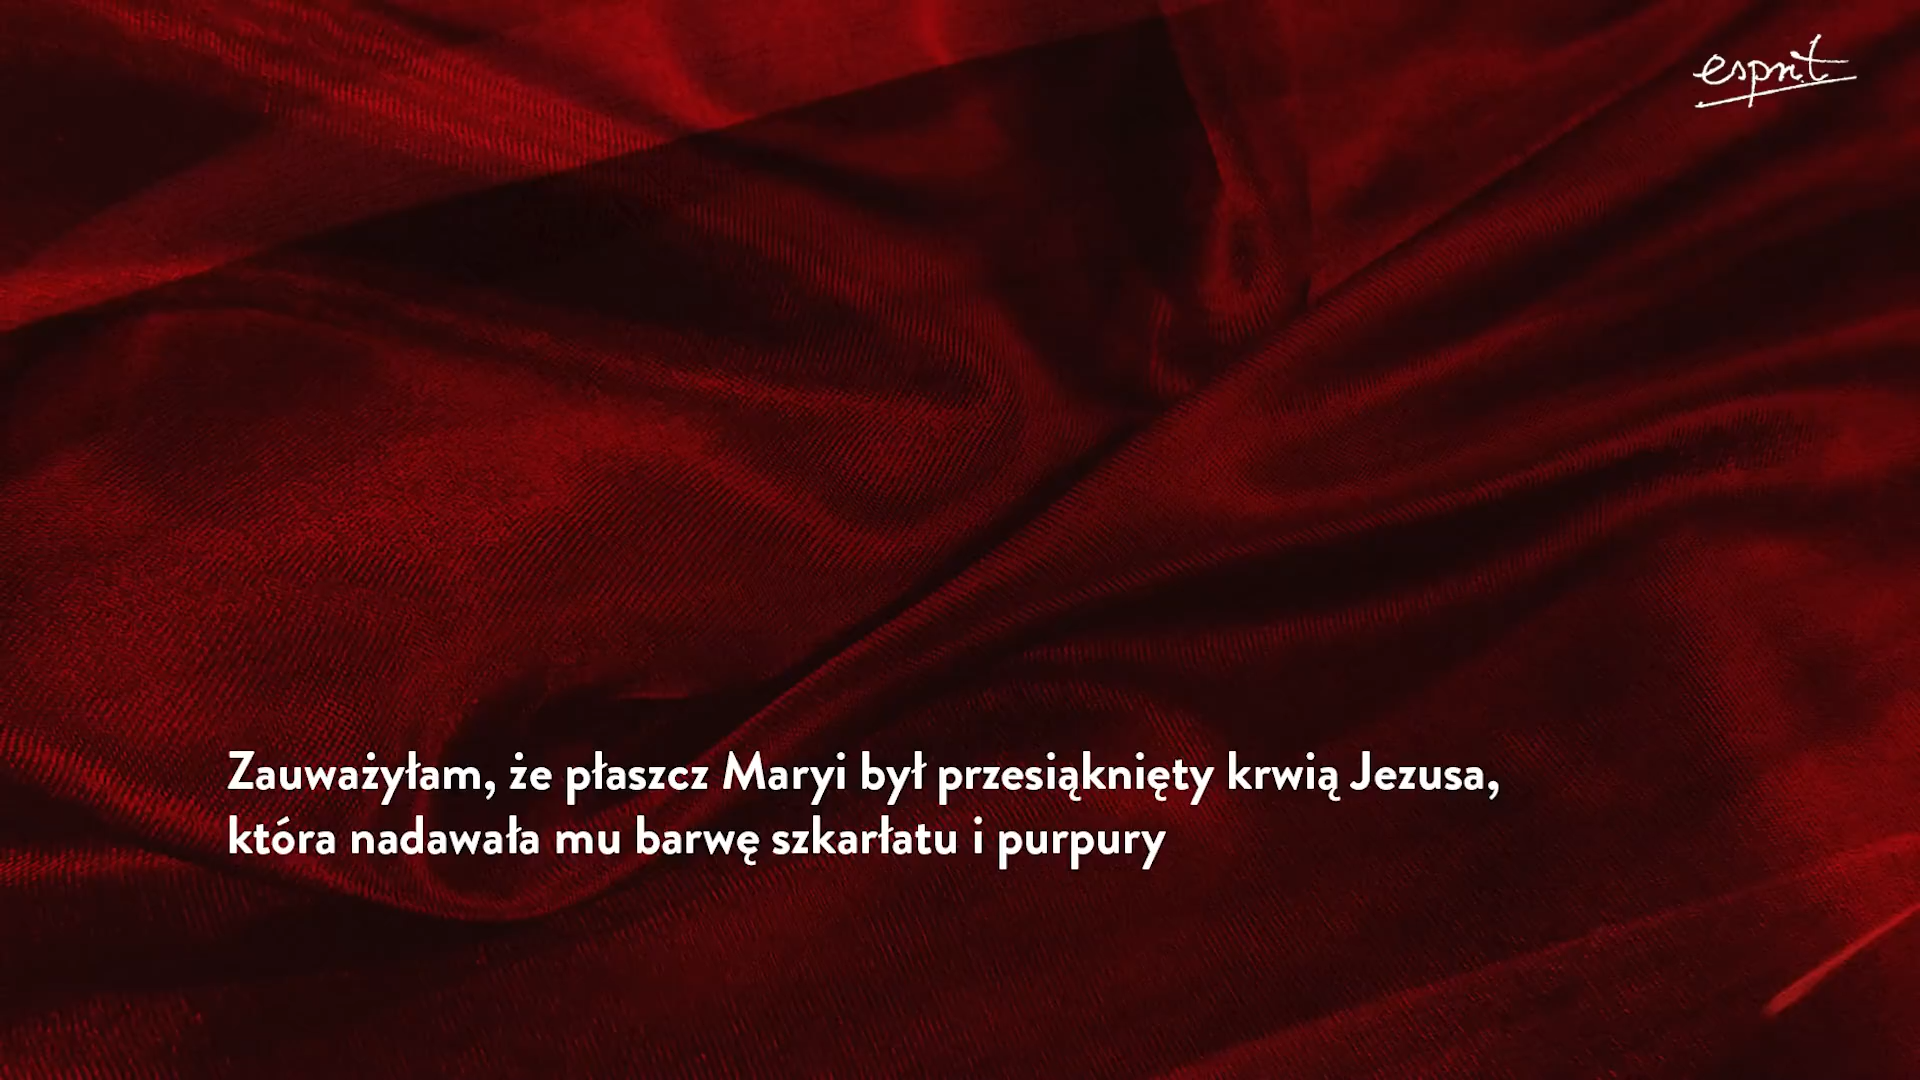 esprit
Zauważyłam, że płaszcz Maryi był przesiąknięty krwią Jezusa,
która nadawała mu barwę szkarłatu i purpury